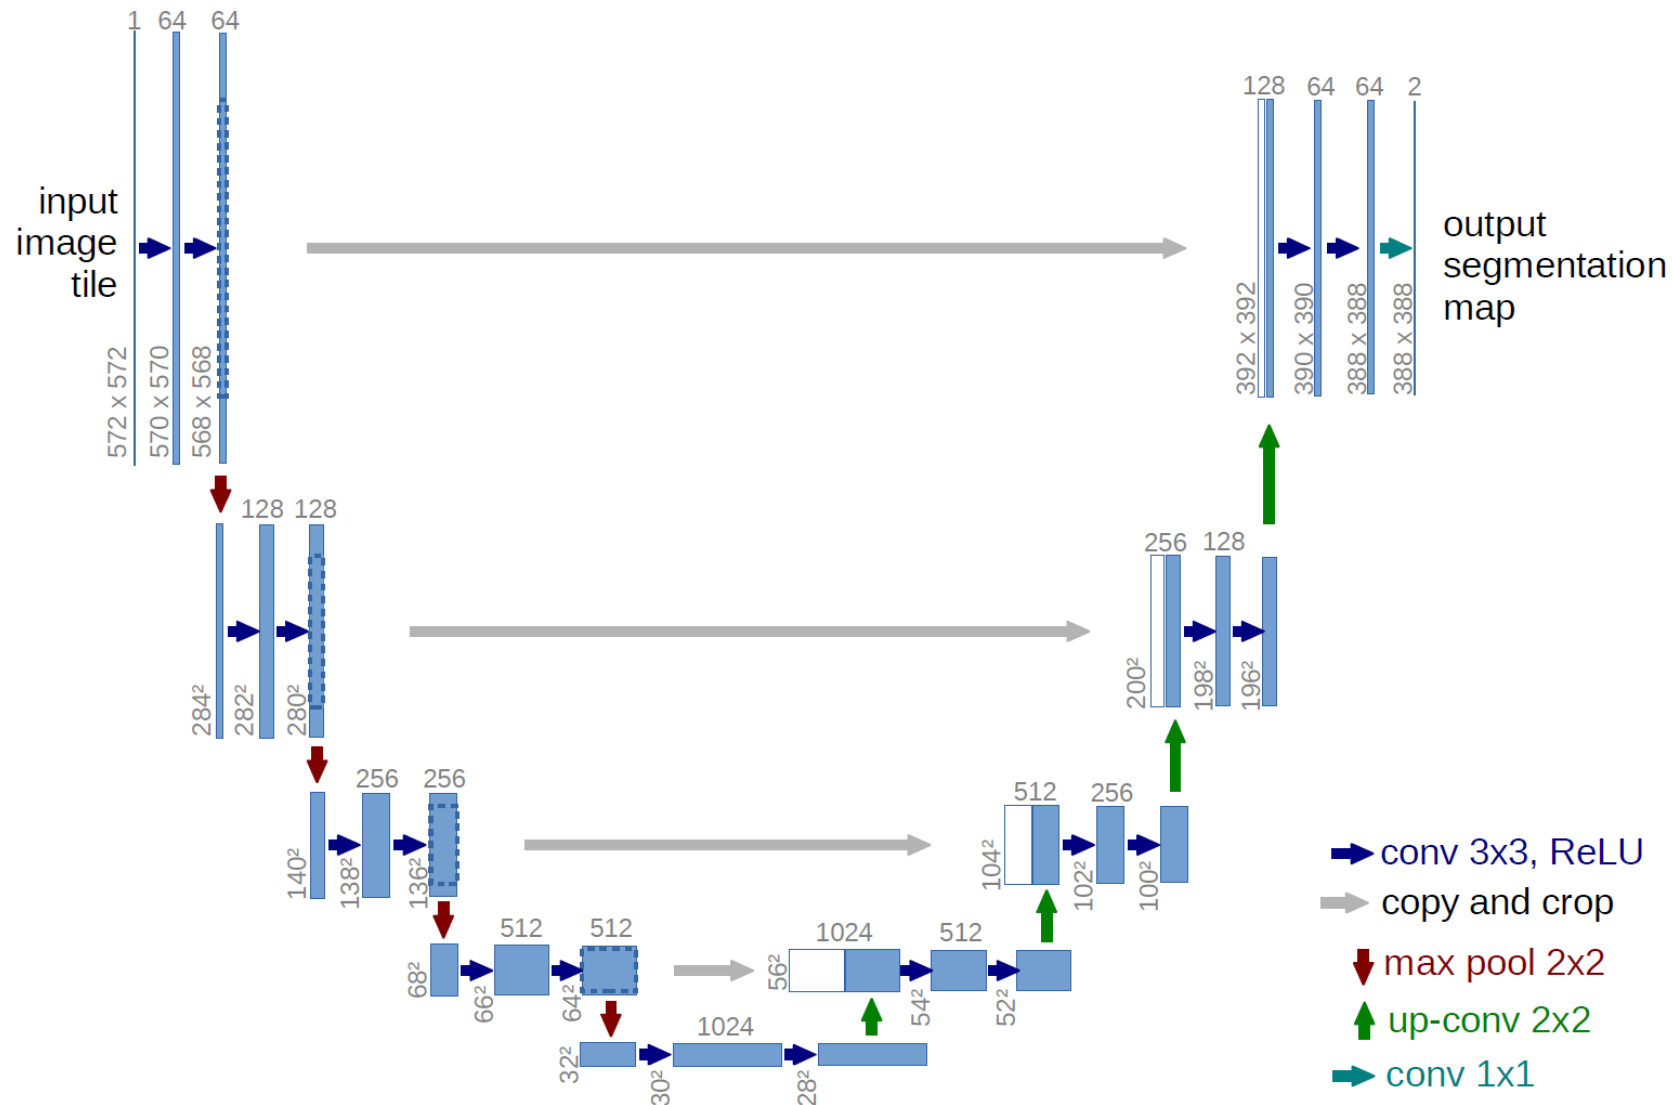 1 64 64
128 64 64 2
input
image
tile
output
segmentation
map
572 x 572
570 x 570
568 x 568
392 x 392
390 x 390
388 x 388
388 x 388
128 128
256 128
284²
282²
280²
200²
198²
196²
256 256
512 256
140²
138²
136²
104²
102²
100²
512 512
1024 512
68²
66²
64²
56²
54²
52²
1024
32²
30²
28²
conv 3x3, ReLU
copy and crop
max pool 2x2
up-conv 2x2
conv 1x1